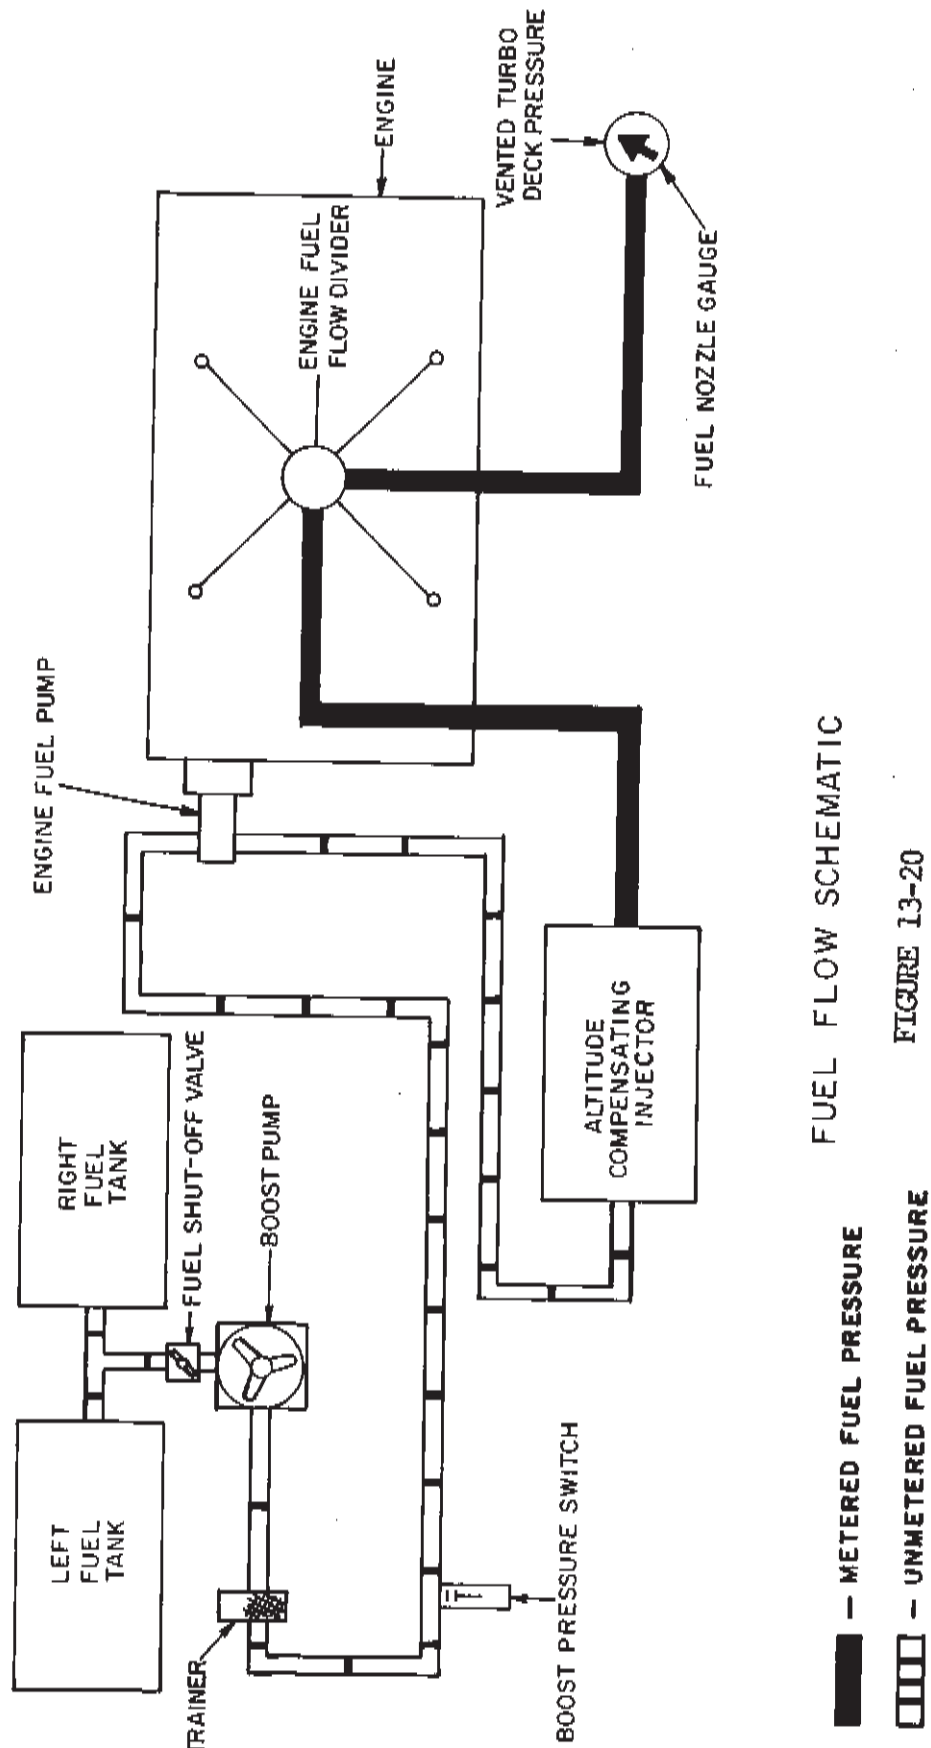 LEFT
FUEL
TANK
RIGHT
FUEL
TANK
FUEL SHUT-OFF VALVE
BOOST PUMP
TRAINER
BOOST PRESSURE SWITCH
ENGINE FUEL PUMP
ENGINE
ENGINE FUEL
FLOW DIVIDER
VENTED TURBO
DECK PRESSURE
FUEL NOZZLE GAUGE
ALTITUDE
COMPENSATING
INJECTOR
FUEL FLOW SCHEMATIC
FIGURE 13-20
— METERED FUEL PRESSURE
— UNMETERED FUEL PRESSURE